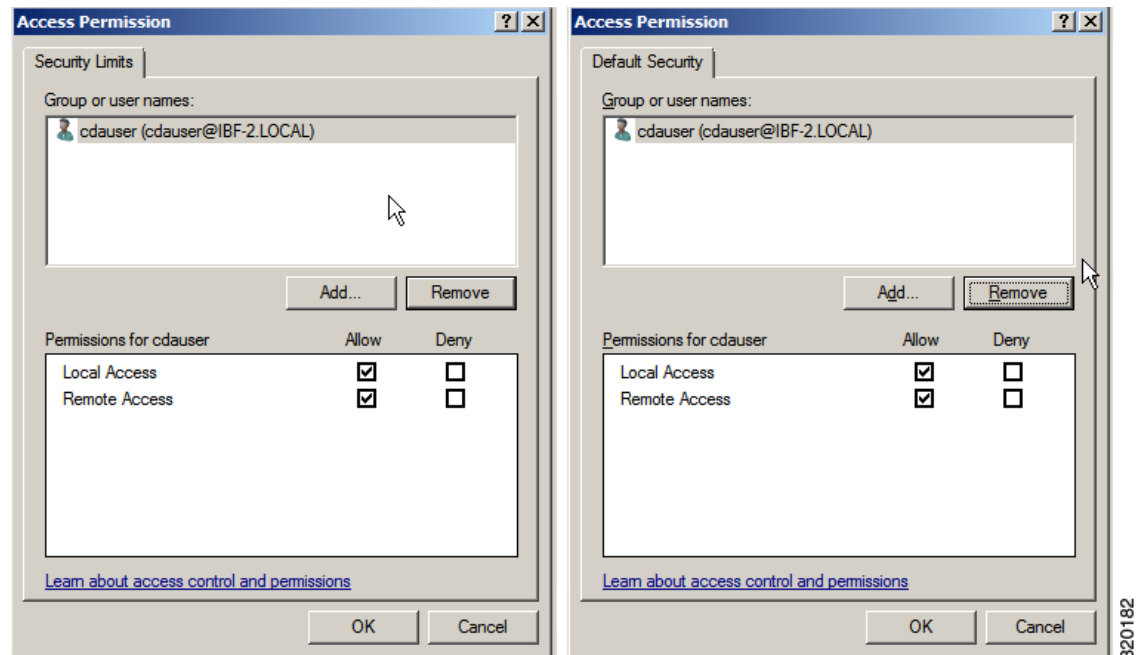 Access Permission
Security Limits
Group or user names:
cdauser (cdauser@IBF-2.LOCAL)
Add... Remove
Permissions for cdauser Allow Deny
Local Access
Remote Access
Learn about access control and permissions
OK Cancel
Access Permission
Default Security
Group or user names:
cdauser (cdauser@IBF-2.LOCAL)
Add... Remove
Permissions for cdauser Allow Deny
Local Access
Remote Access
Learn about access control and permissions
OK Cancel
320182